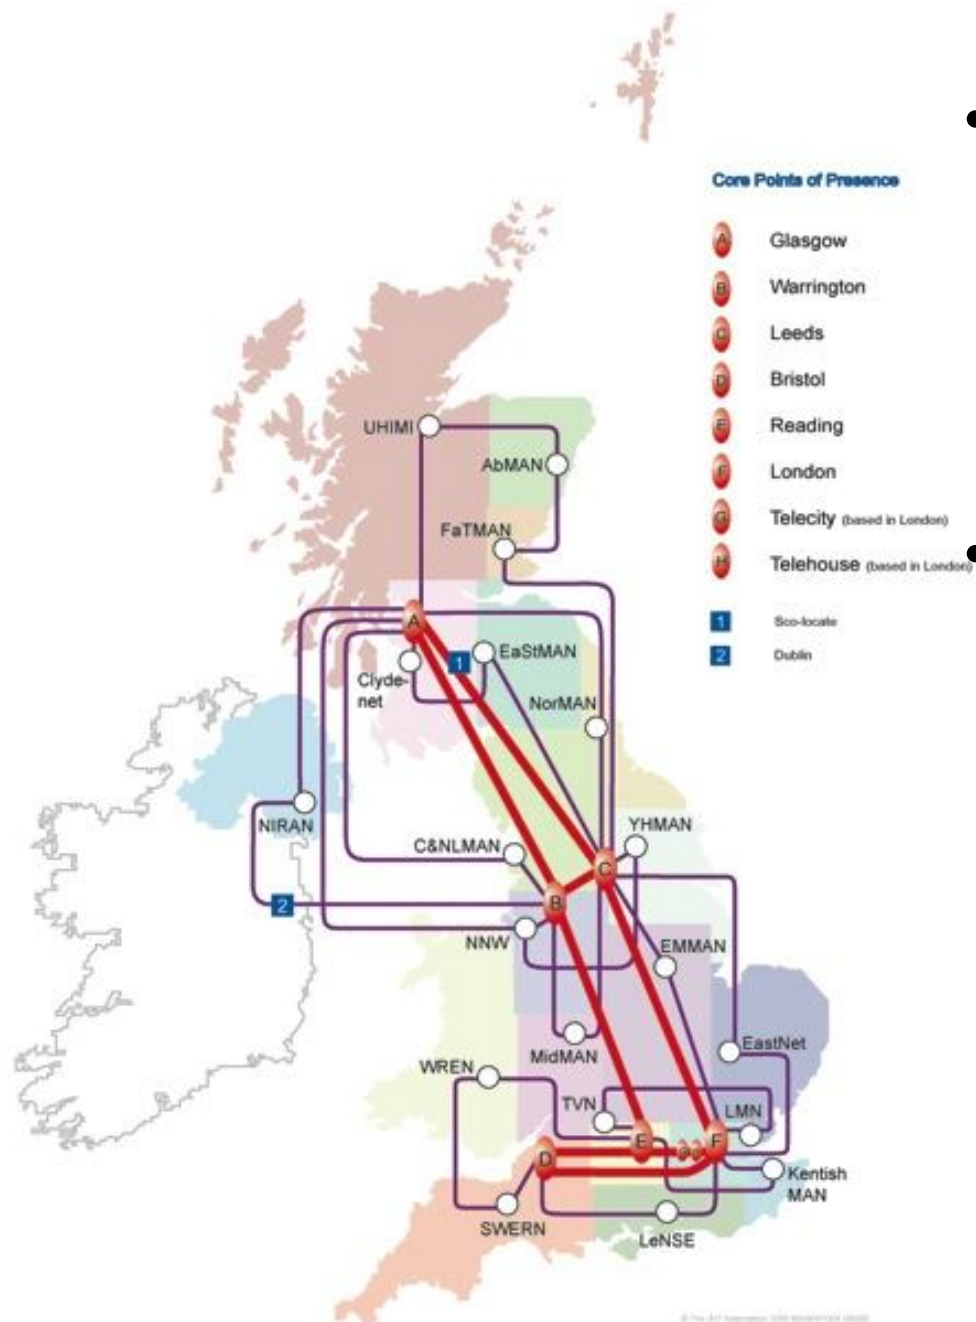 Core Points of Presence
A Glasgow
B Warrington
C Leeds
D Bristol
E Reading
F London
G Telecity (based in London)
H Telehouse (based in London)
1 Sco-locate
2 Dublin
UHIMI
AbMAN
FaTMAN
A
1
EaStMAN
Clyde-
net
NorMAN
NIRAN
YHMAN
C&NLMAN
C
B
2
NNW
EMMAN
EastNet
MidMAN
WREN
TVN
LMN
E
F
D
Kentish
MAN
SWERN
LeNSE